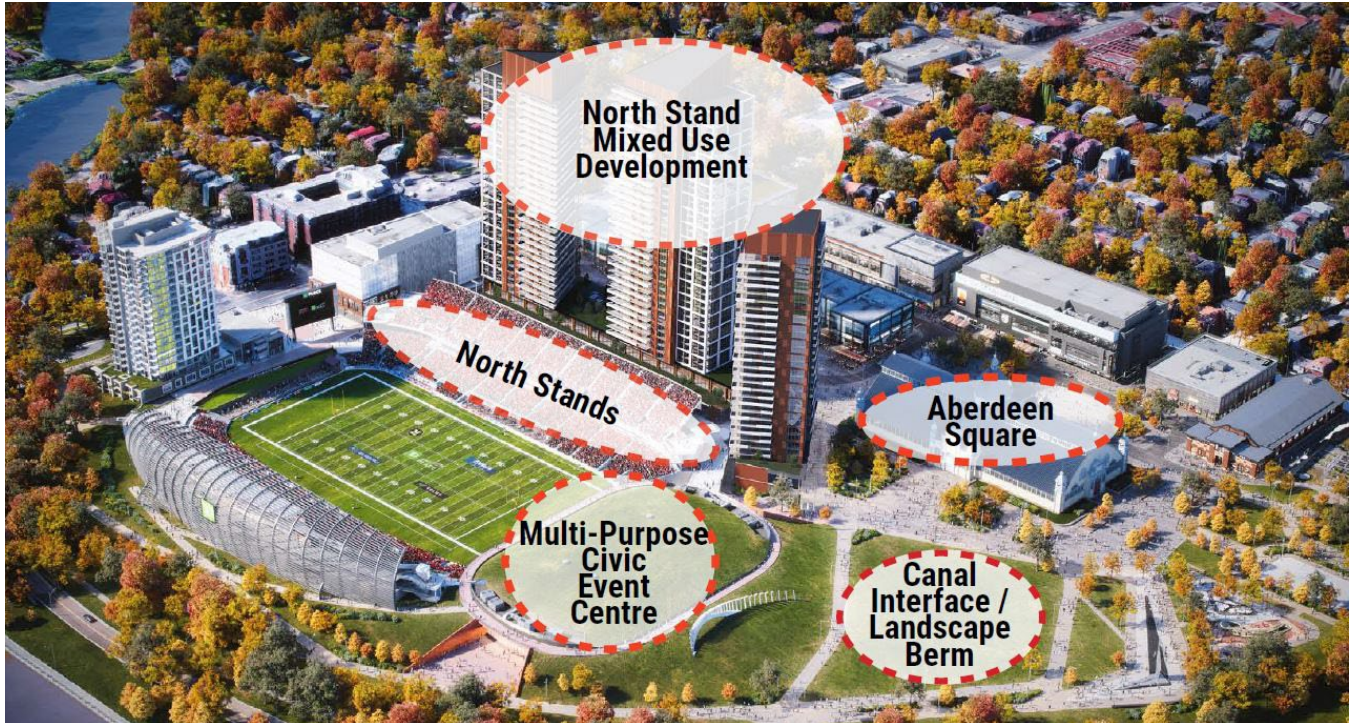 North Stand
Mixed Use
Development
North Stands
Aberdeen
Square
Multi-Purpose
Civic
Event
Centre
Canal
Interface /
Landscape
Berm